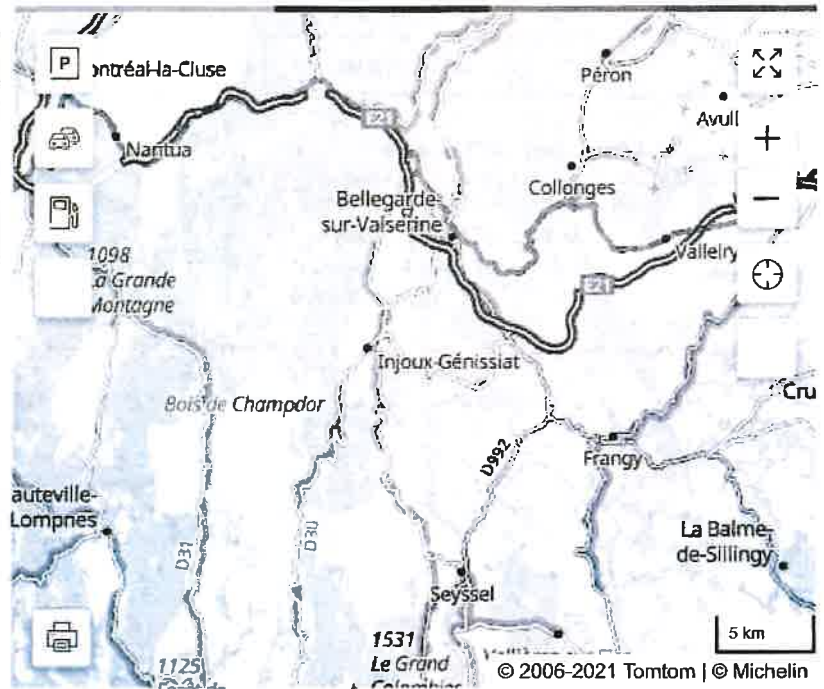 P
ontréal-la-Cluse
Péron
E21
Avull
Nantua
Collonges
Bellegarde-
sur-Valserine
Valleiry
1098
La Grande
Montagne
E21
Injoux-Génissiat
Bois de Champdor
Cru
D992
Frangy
auteville-
Lompnes
D31
D30
La Balme-
de-Sillingy
Seyssel
5 km
1531
Le Grand
Colombier
1125
© 2006-2021 Tomtom | © Michelin